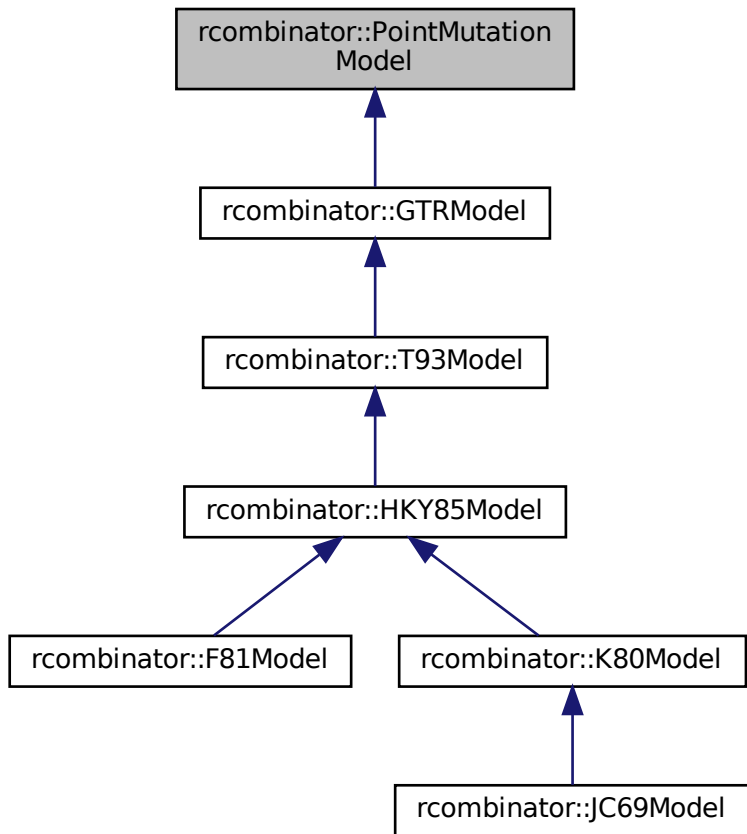 rcombinator::PointMutation
Model
rcombinator::GTRModel
rcombinator::T93Model
rcombinator::HKY85Model
rcombinator::F81Model
rcombinator::K80Model
rcombinator::JC69Model